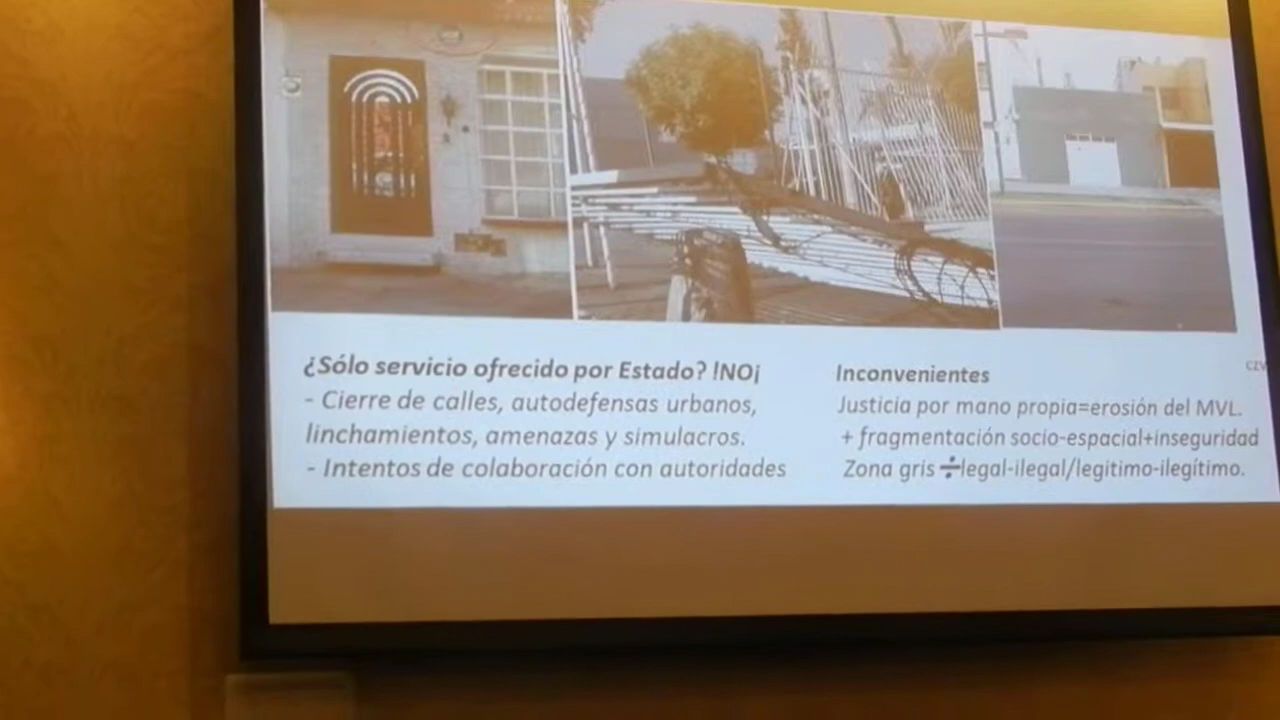 ¿Sólo servicio ofrecido por Estado? !NO¡
- Cierre de calles, autodefensas urbanos,
linchamientos, amenazas y simulacros.
- Intentos de colaboración con autoridades
Inconvenientes
Justicia por mano propia=erosión del MVL.
+ fragmentación socio-espacial+inseguridad
Zona gris ➗legal-ilegal/legitimo-ilegítimo.